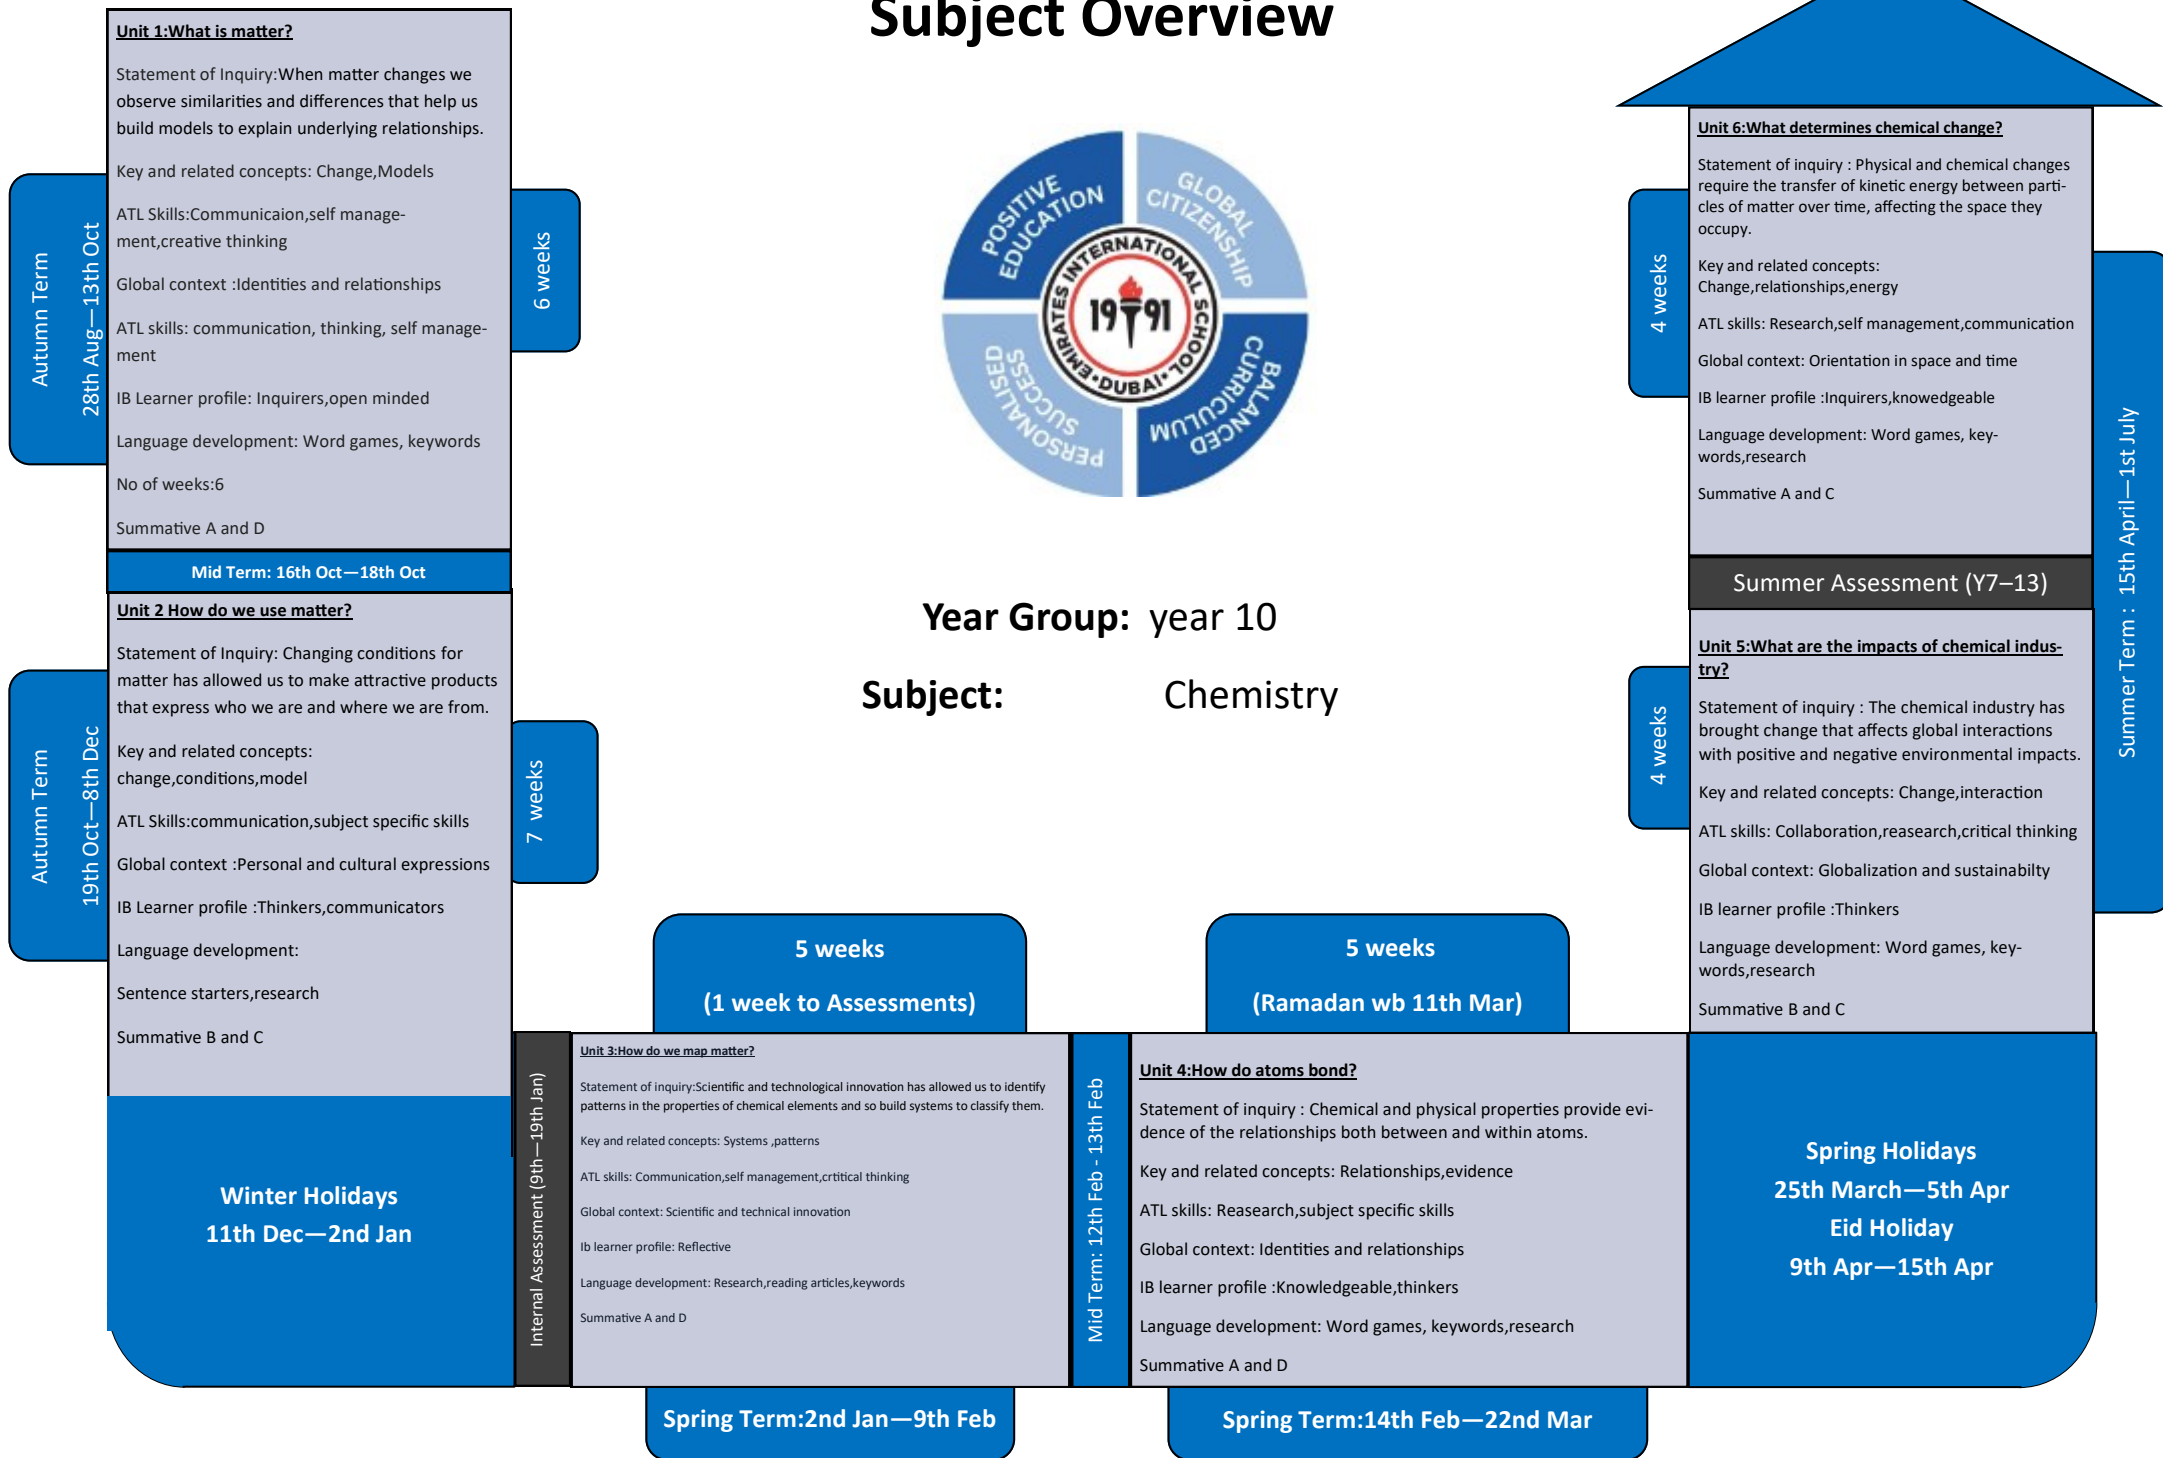 Subject Overview
Unit 1:What is matter?
Statement of Inquiry:When matter changes we
observe similarities and differences that help us
build models to explain underlying relationships.
Key and related concepts: Change,Models
ATL Skills:Communicaion,self manage-
ment,creative thinking
Global context :Identities and relationships
ATL skills: communication, thinking, self manage-
ment
IB Learner profile: Inquirers,open minded
Language development: Word games, keywords
No of weeks:6
Summative A and D
Autumn Term
28th Aug—13th Oct
6 weeks
Mid Term: 16th Oct—18th Oct
Unit 2 How do we use matter?
Statement of Inquiry: Changing conditions for
matter has allowed us to make attractive products
that express who we are and where we are from.
Key and related concepts:
change,conditions,model
ATL Skills:communication,subject specific skills
Global context :Personal and cultural expressions
IB Learner profile :Thinkers,communicators
Language development:
Sentence starters,research
Summative B and C
Autumn Term
19th Oct—8th Dec
7 weeks
Winter Holidays
11th Dec—2nd Jan
Internal Assessment (9th—19th Jan)
5 weeks
(1 week to Assessments)
Unit 3:How do we map matter?
Statement of inquiry:Scientific and technological innovation has allowed us to identify
patterns in the properties of chemical elements and so build systems to classify them.
Key and related concepts: Systems ,patterns
ATL skills: Communication,self management,crtitical thinking
Global context: Scientific and technical innovation
Ib learner profile: Reflective
Language development: Research,reading articles,keywords
Summative A and D
Spring Term:2nd Jan—9th Feb
Mid Term: 12th Feb - 13th Feb
5 weeks
(Ramadan wb 11th Mar)
Unit 4:How do atoms bond?
Statement of inquiry : Chemical and physical properties provide evi-
dence of the relationships both between and within atoms.
Key and related concepts: Relationships,evidence
ATL skills: Reasearch,subject specific skills
Global context: Identities and relationships
IB learner profile :Knowledgeable,thinkers
Language development: Word games, keywords,research
Summative A and D
Spring Term:14th Feb—22nd Mar
Spring Holidays
25th March—5th Apr
Eid Holiday
9th Apr—15th Apr
Unit 5:What are the impacts of chemical indus-
try?
Statement of inquiry : The chemical industry has
brought change that affects global interactions
with positive and negative environmental impacts.
Key and related concepts: Change,interaction
ATL skills: Collaboration,reasearch,critical thinking
Global context: Globalization and sustainabilty
IB learner profile :Thinkers
Language development: Word games, key-
words,research
Summative B and C
4 weeks
Summer Assessment (Y7–13)
Unit 6:What determines chemical change?
Statement of inquiry : Physical and chemical changes
require the transfer of kinetic energy between parti-
cles of matter over time, affecting the space they
occupy.
Key and related concepts:
Change,relationships,energy
ATL skills: Research,self management,communication
Global context: Orientation in space and time
IB learner profile :Inquirers,knowedgeable
Language development: Word games, key-
words,research
Summative A and C
4 weeks
Summer Term : 15th April—1st July
POSITIVE
EDUCATION
GLOBAL
CITIZENSHIP
PERSONALISED
SUCCESS
BALANCED
CURRICULUM
EMIRATES INTERNATIONAL SCHOOL
•DUBAI•
19 91
Year Group: year 10
Subject: Chemistry